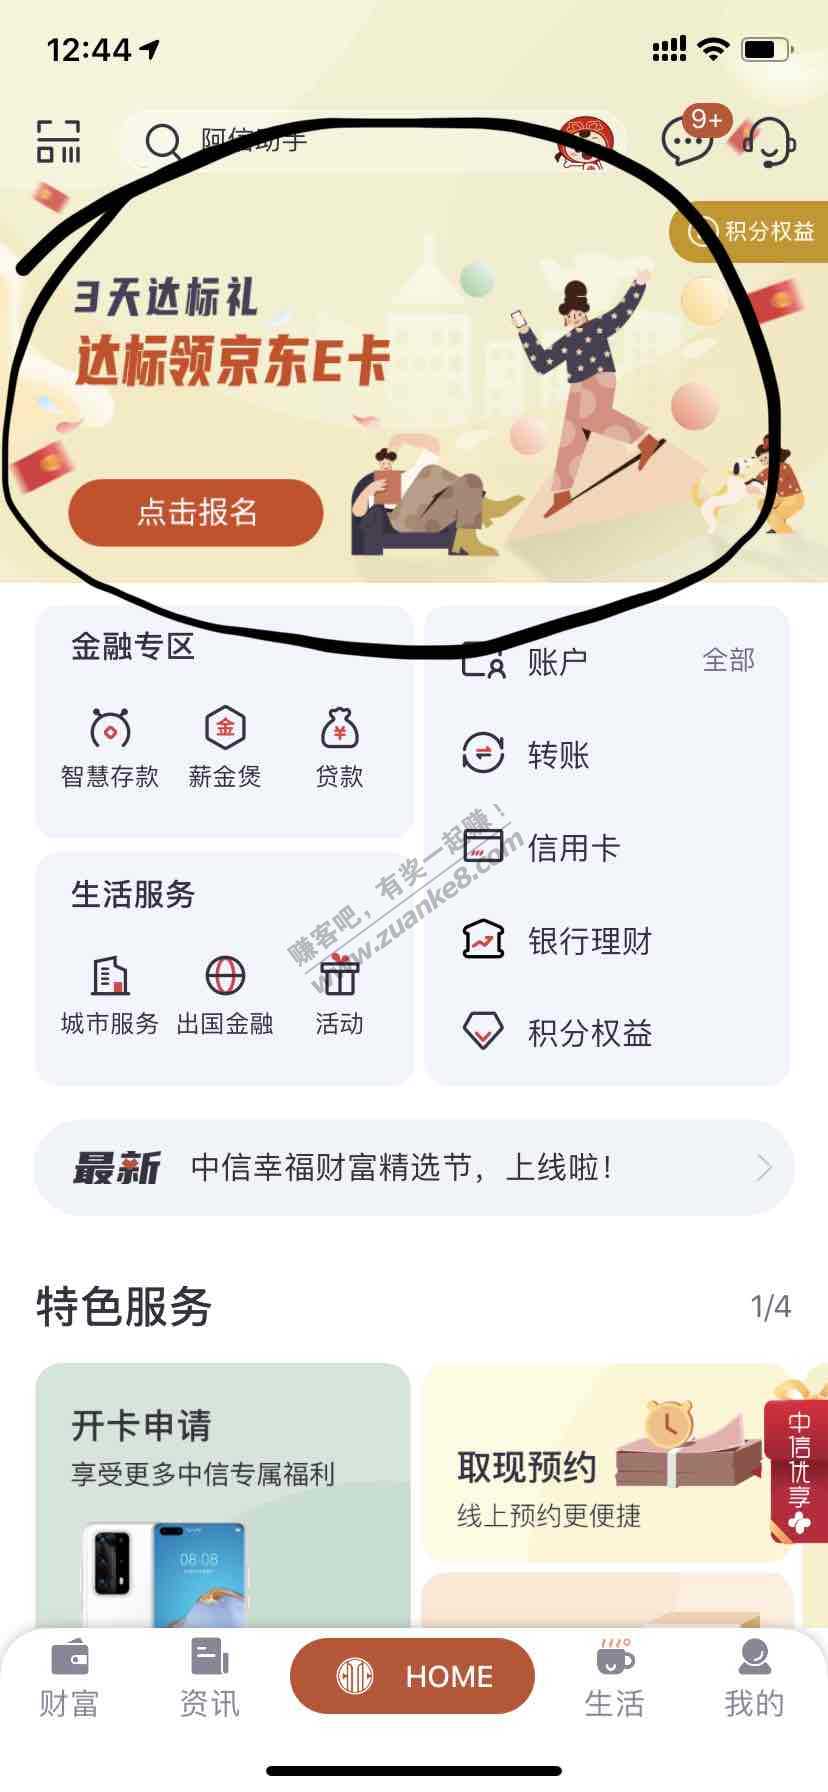 12:44
阿信助手
9+
积分权益
3天达标礼
达标领京东E卡
点击报名
金融专区
智慧存款
薪金煲
贷款
账户
全部
转账
信用卡
银行理财
积分权益
生活服务
城市服务
出国金融
活动
赚客吧,有奖一起赚!
www.zuanke8.com
最新
中信幸福财富精选节，上线啦!
特色服务
1/4
开卡申请
享受更多中信专属福利
08:08
取现预约
线上预约更便捷
中信优享
财富
资讯
HOME
生活
我的